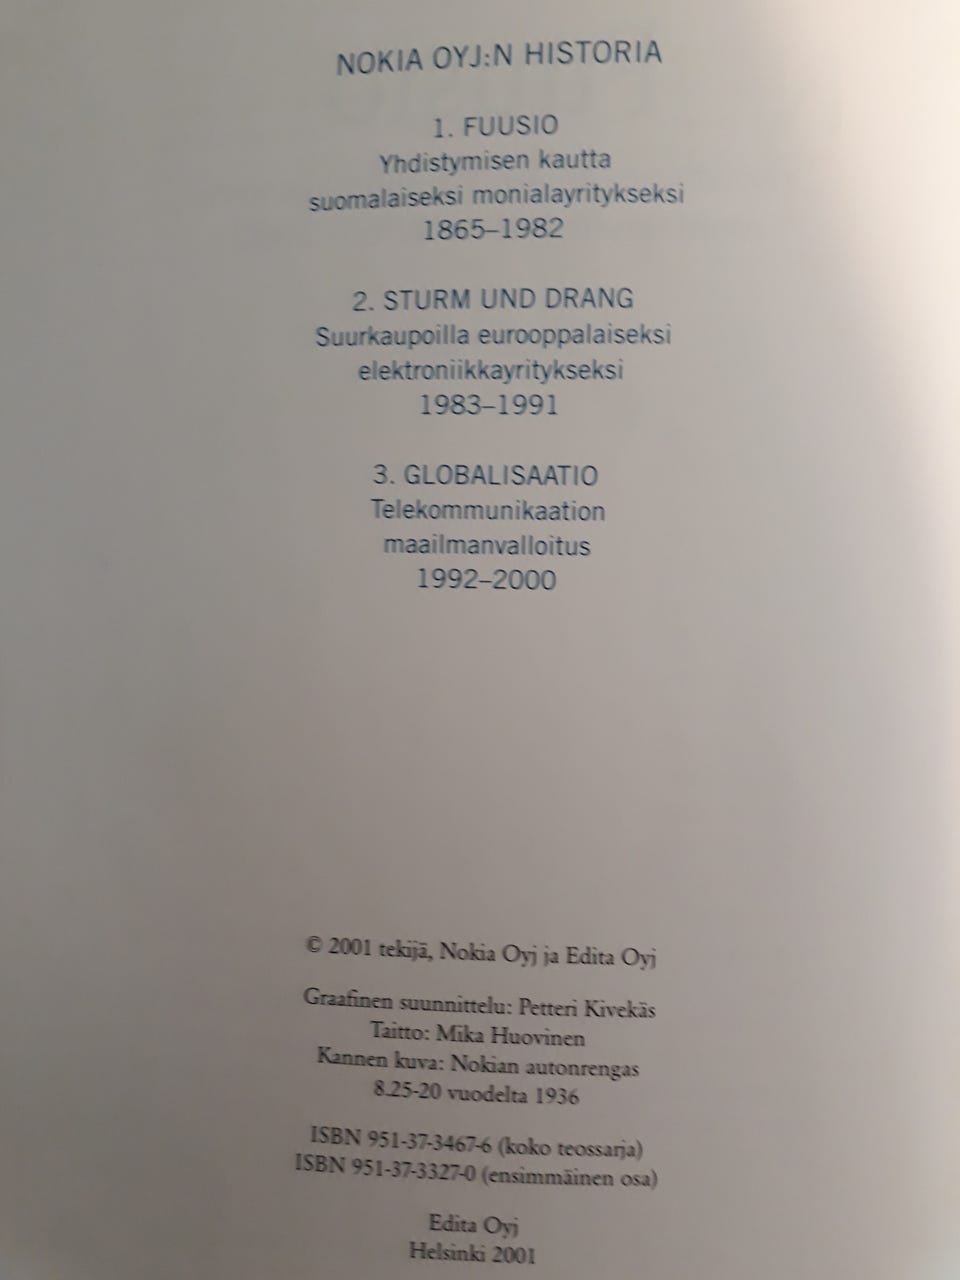 NOKIA OYJ:N HISTORIA
1. FUUSIO
Yhdistymisen kautta
suomalaiseksi monialayritykseksi
1865–1982
2. STURM UND DRANG
Suurkaupoilla eurooppalaiseksi
elektroniikkayritykseksi
1983–1991
3. GLOBALISAATIO
Telekommunikaation
maailmanvalloitus
1992–2000
© 2001 tekijä, Nokia Oyj ja Edita Oyj
Graafinen suunnittelu: Petteri Kivekäs
Taitto: Mika Huovinen
Kannen kuva: Nokian autonrengas
8.25-20 vuodelta 1936
ISBN 951-37-3467-6 (koko teossarja)
ISBN 951-37-3327-0 (ensimmäinen osa)
Edita Oyj
Helsinki 2001